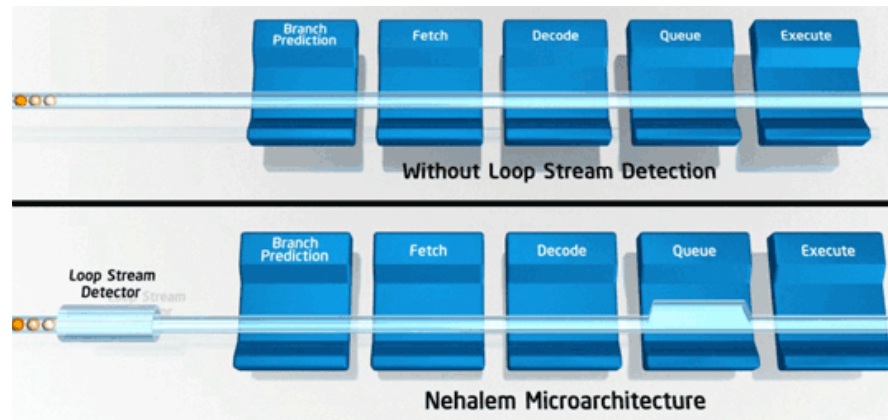 Branch
Prediction
Fetch
Decode
Queue
Execute
Without Loop Stream Detection
Loop Stream
Detector
Branch
Prediction
Fetch
Decode
Queue
Execute
Nehalem Microarchitecture